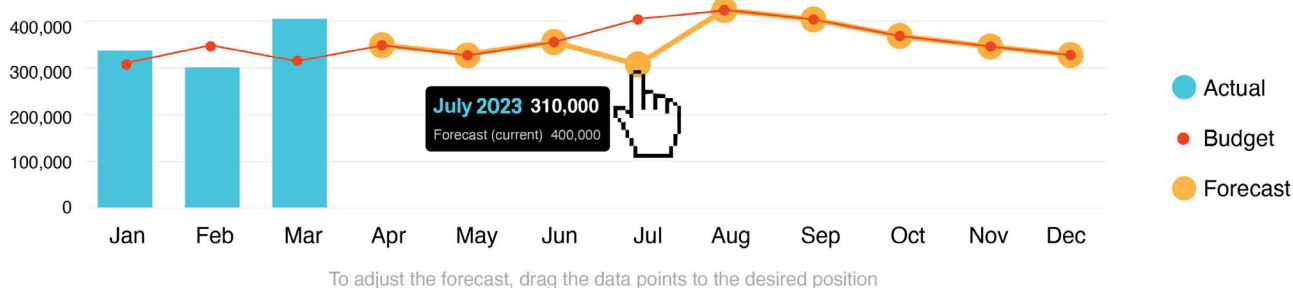 400,000
300,000
200,000
100,000
0
July 2023 310,000
Forecast (current) 400,000
Jan Feb Mar Apr May Jun Jul Aug Sep Oct Nov Dec
To adjust the forecast, drag the data points to the desired position
Actual
Budget
Forecast